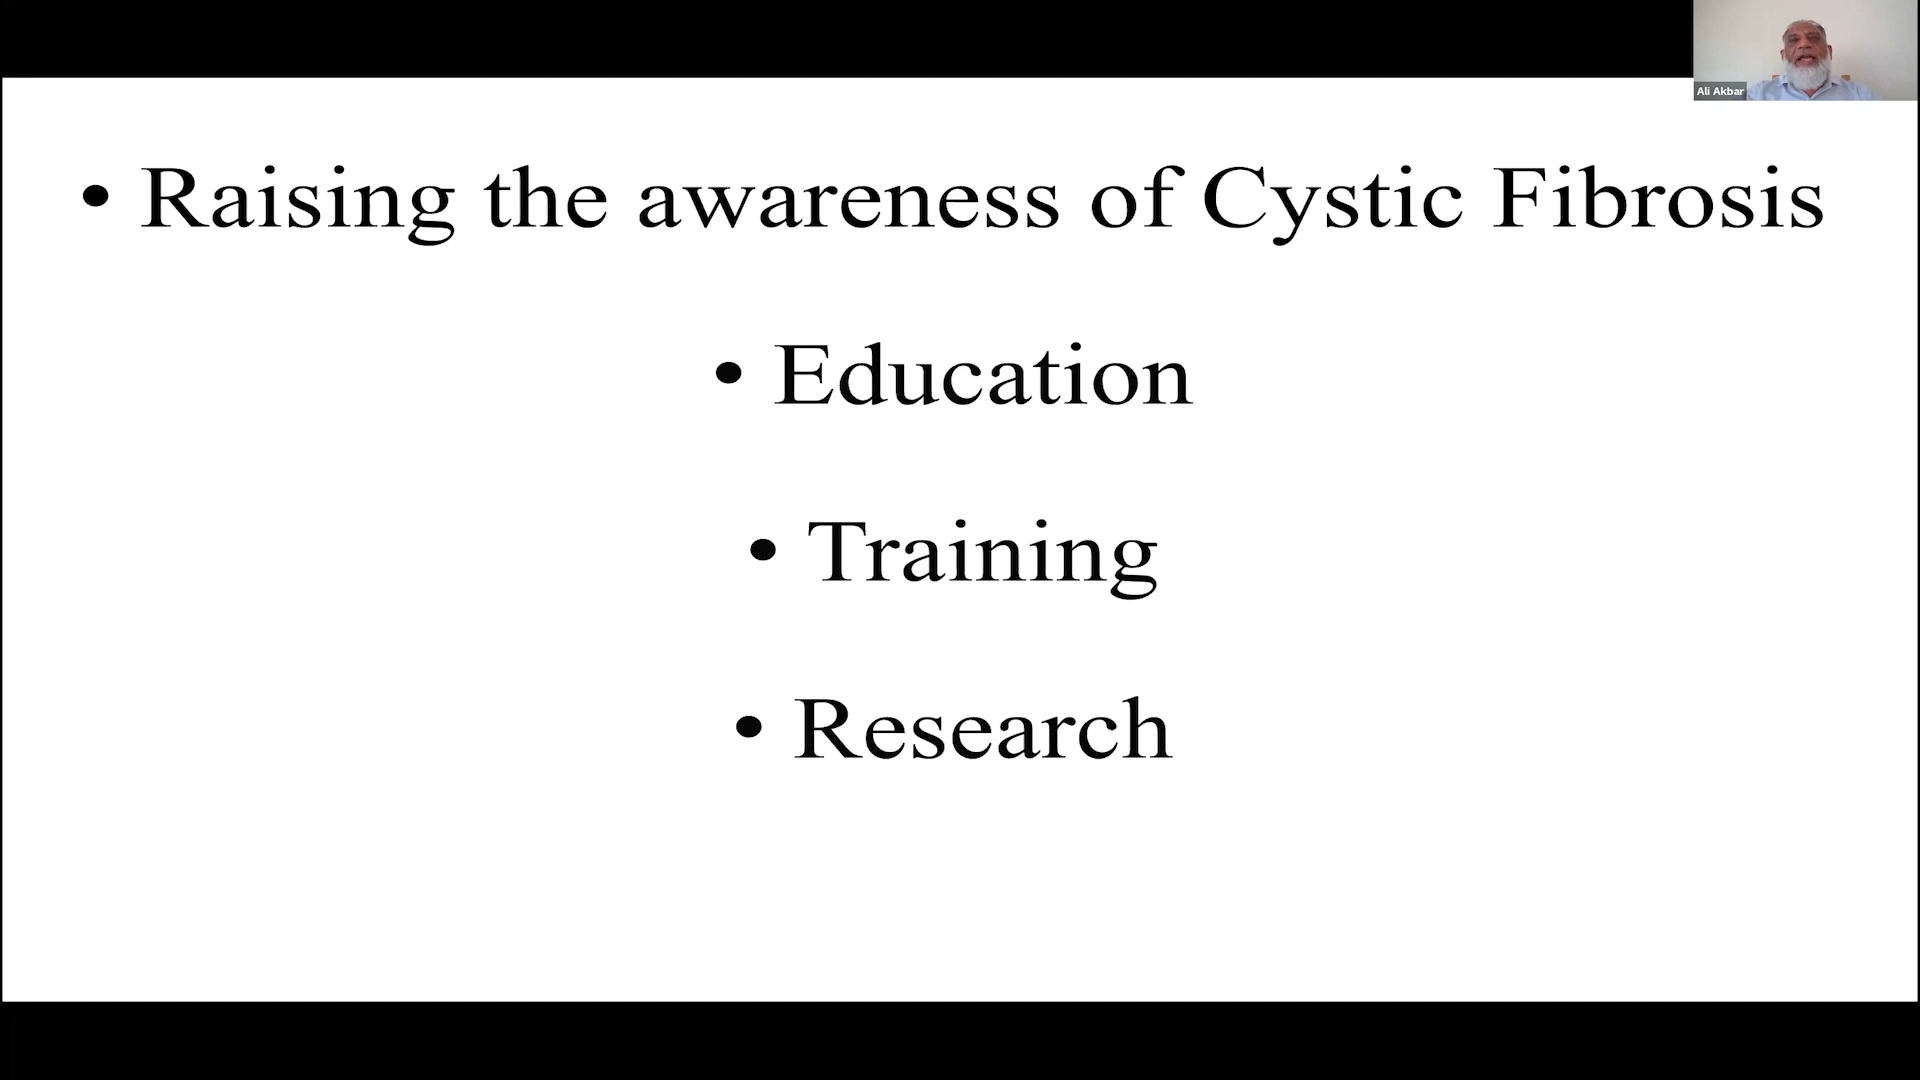 Ali Akbar
• Raising the awareness of Cystic Fibrosis
• Education
• Training
• Research